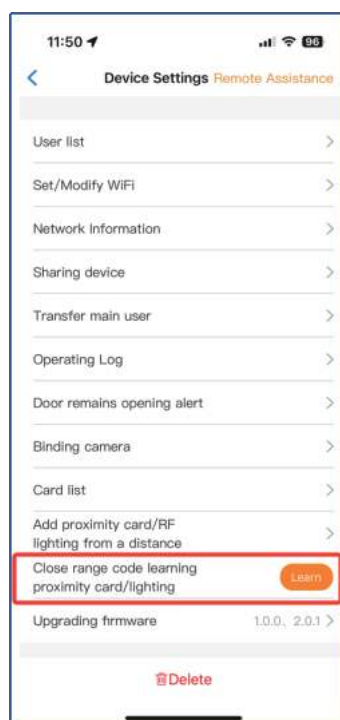 11:50
96
Device Settings Remote Assistance
User list
Set/Modify WiFi
Network Information
Sharing device
Transfer main user
Operating Log
Door remains opening alert
Binding camera
Card list
Add proximity card/RF
lighting from a distance
Close range code learning
proximity card/lighting
Learn
Upgrading firmware 1.0.0, 2.0.1
Delete